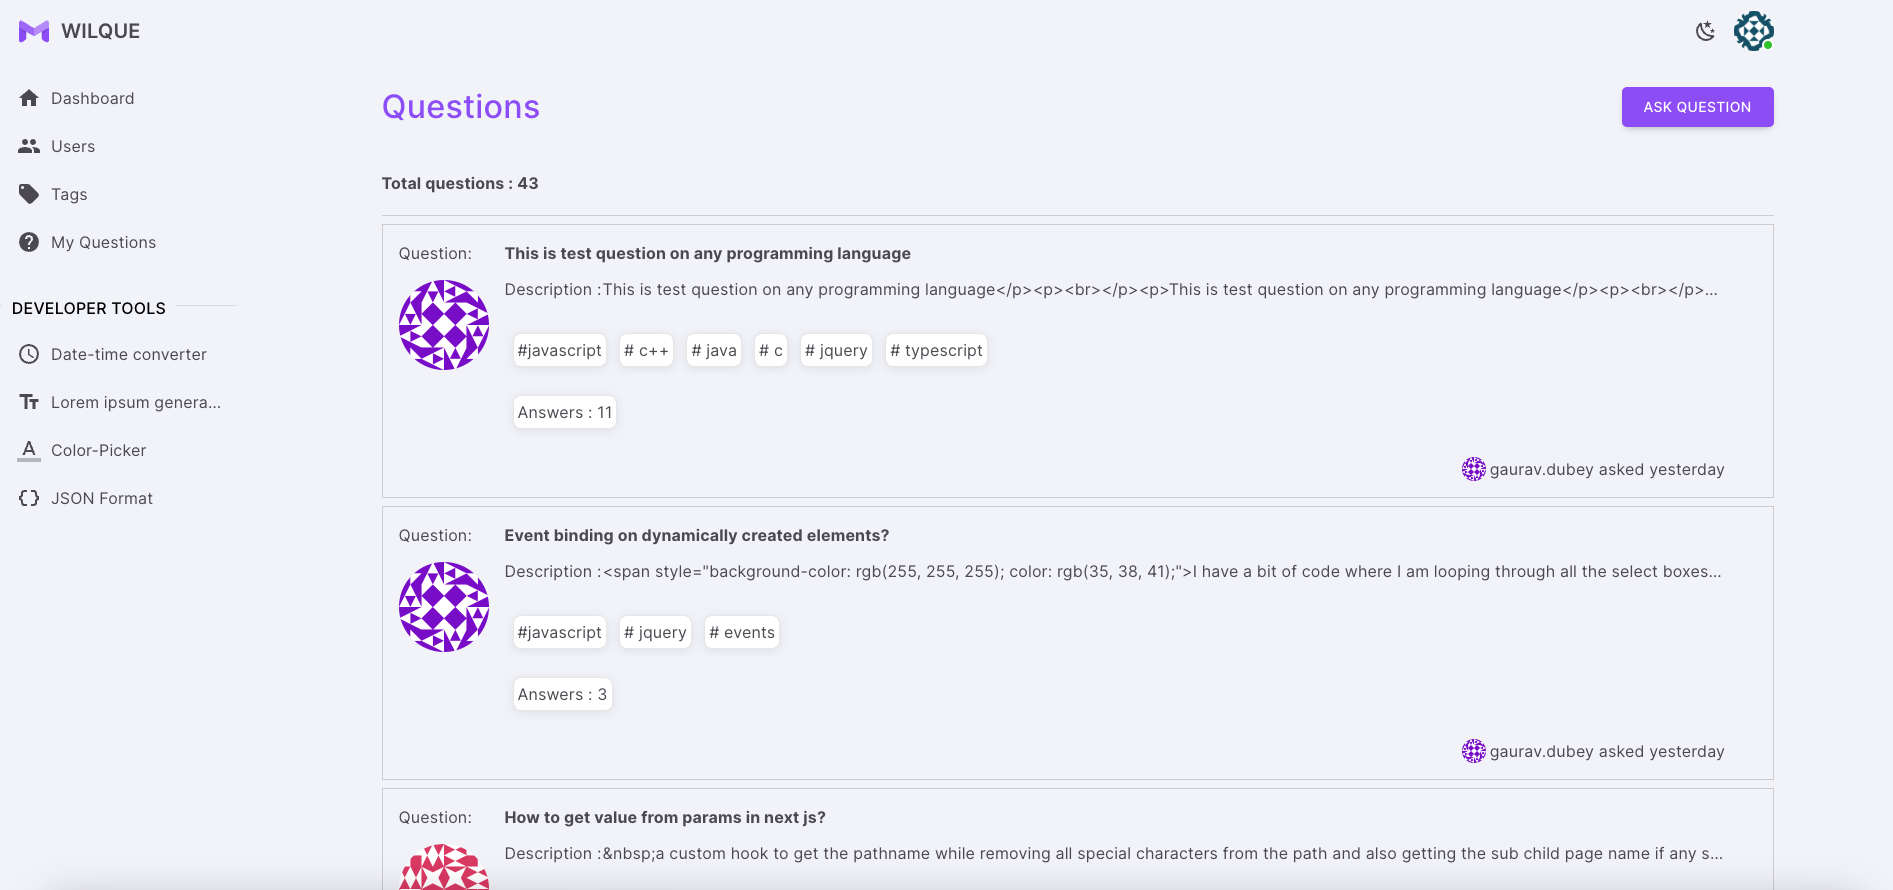 WILQUE
Dashboard
Users
Tags
My Questions
DEVELOPER TOOLS
Date-time converter
Lorem ipsum genera...
Color-Picker
JSON Format
Questions
ASK QUESTION
Total questions : 43
Question: This is test question on any programming language
Description :This is test question on any programming language</p><p><br></p><p>This is test question on any programming language</p><p><br></p>...
#javascript # c++ # java # c # jquery # typescript
Answers : 11
gaurav.dubey asked yesterday
Question: Event binding on dynamically created elements?
Description :<span style="background-color: rgb(255, 255, 255); color: rgb(35, 38, 41);">I have a bit of code where I am looping through all the select boxes...
#javascript # jquery # events
Answers : 3
gaurav.dubey asked yesterday
Question: How to get value from params in next js?
Description :&nbsp;a custom hook to get the pathname while removing all special characters from the path and also getting the sub child page name if any s...